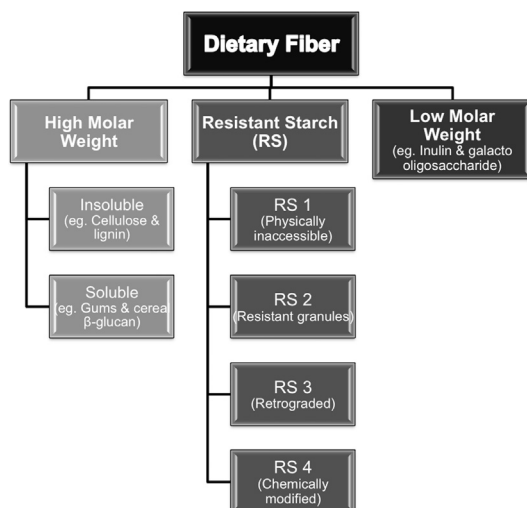 Dietary Fiber
High Molar
Weight
Resistant Starch
(RS)
Low Molar
Weight
(eg. Inulin & galacto
oligosaccharide)
Insoluble
(eg. Cellulose &
lignin)
Soluble
(eg. Gums & cereal
β-glucan)
RS 1
(Physically
inaccessible)
RS 2
(Resistant granules)
RS 3
(Retrograded)
RS 4
(Chemically
modified)